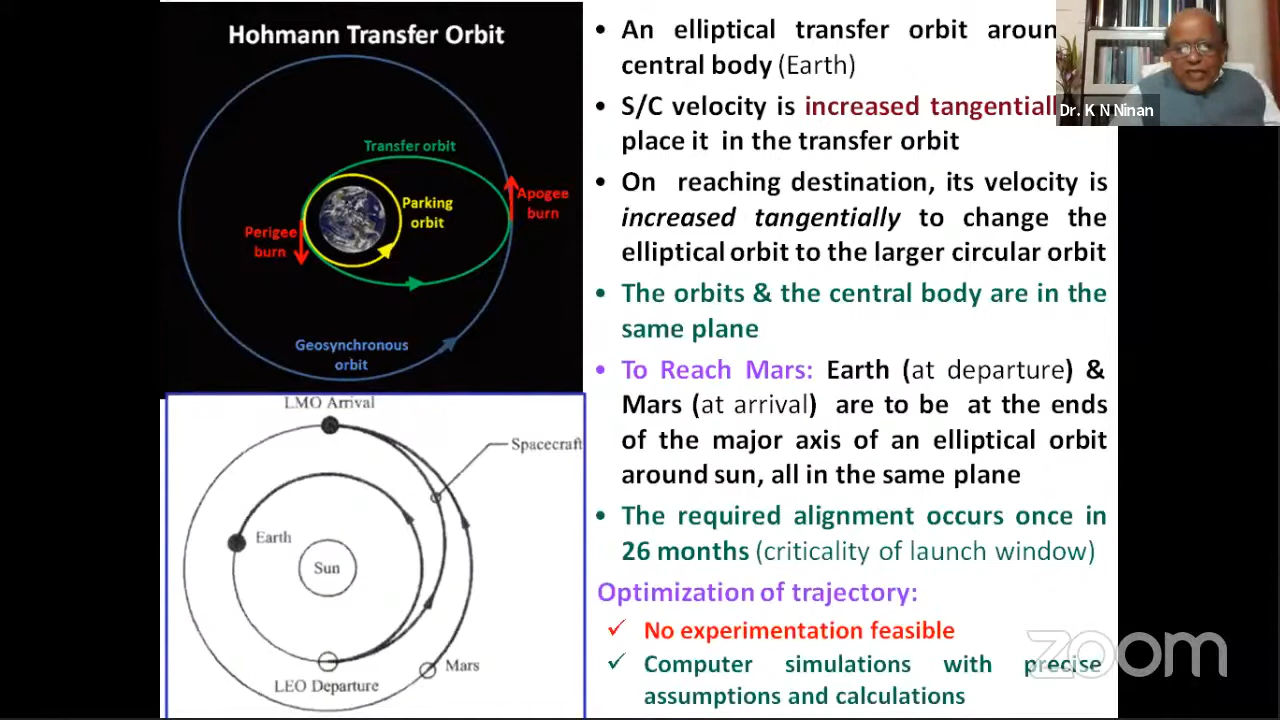 Hohmann Transfer Orbit
Transfer orbit
Parking
orbit
Apogee
burn
Perigee
burn
Geosynchronous
orbit
LMO Arrival
Spacecraft
Earth
Sun
Mars
LEO Departure
• An elliptical transfer orbit aroun
central body (Earth)
• S/C velocity is increased tangentiall
place it in the transfer orbit
• On reaching destination, its velocity is
increased tangentially to change the
elliptical orbit to the larger circular orbit
• The orbits & the central body are in the
same plane
• To Reach Mars: Earth (at departure) &
Mars (at arrival) are to be at the ends
of the major axis of an elliptical orbit
around sun, all in the same plane
• The required alignment occurs once in
26 months (criticality of launch window)
Optimization of trajectory:
✓ No experimentation feasible
✓ Computer simulations with precise
assumptions and calculations
Dr. K N Ninan
zoom